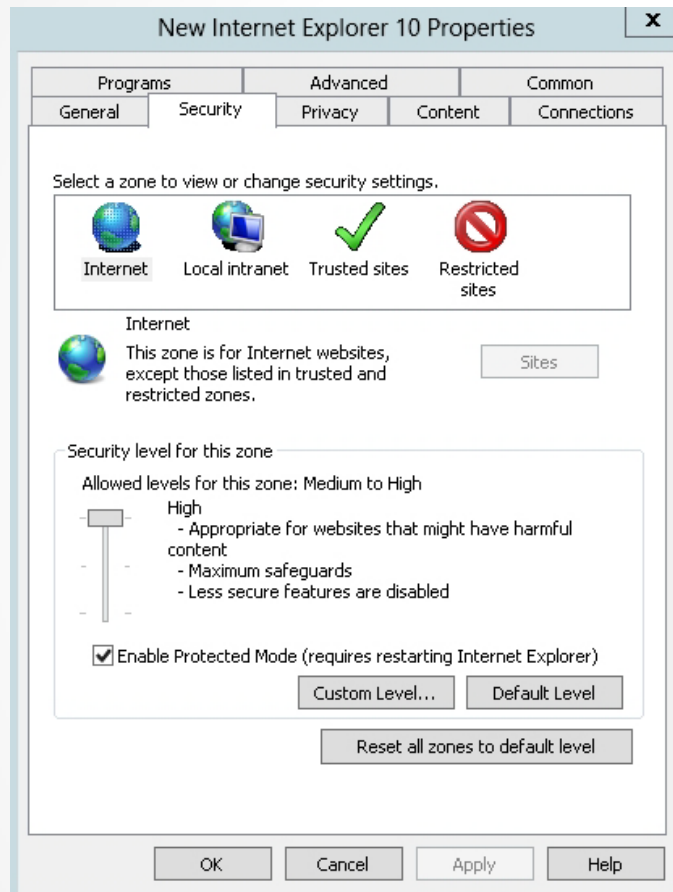 New Internet Explorer 10 Properties
x
Programs Advanced Common
General Security Privacy Content Connections
Select a zone to view or change security settings.
Internet Local intranet Trusted sites Restricted
sites
Internet
This zone is for Internet websites,
except those listed in trusted and
restricted zones.
Sites
Security level for this zone
Allowed levels for this zone: Medium to High
High
- Appropriate for websites that might have harmful
content
- Maximum safeguards
- Less secure features are disabled
Enable Protected Mode (requires restarting Internet Explorer)
Custom Level... Default Level
Reset all zones to default level
OK Cancel Apply Help